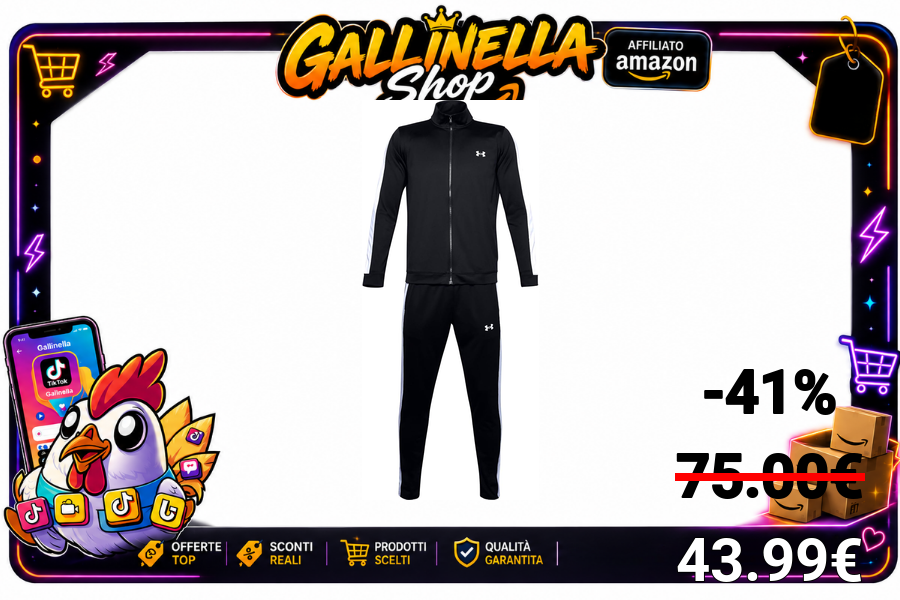 GALLINELLA
Shop
AFFILIATO
amazon
Gallinella
TikTok
Gallinella
-41%
75.00€
43.99€
OFFERTE
TOP
SCONTI
REALI
PRODOTTI
SCELTI
QUALITÀ
GARANTITA